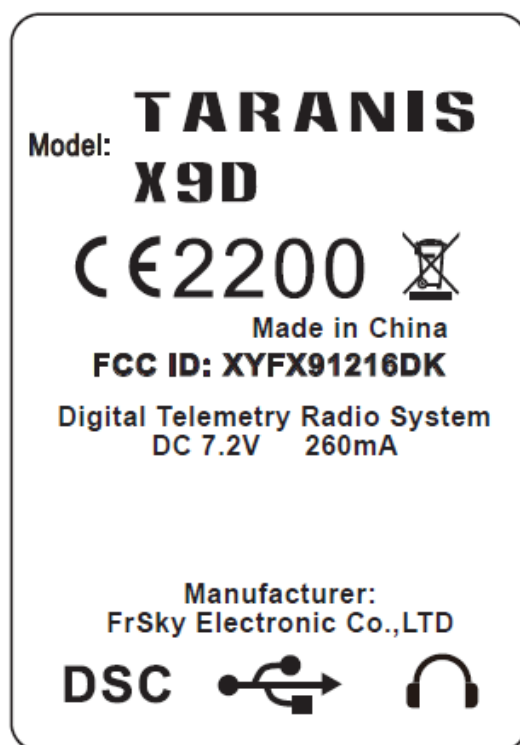 TARANIS
Model:
X9D
CE2200
Made in China
FCC ID: XYFX91216DK
Digital Telemetry Radio System
DC 7.2V 260mA
Manufacturer:
FrSky Electronic Co.,LTD
DSC